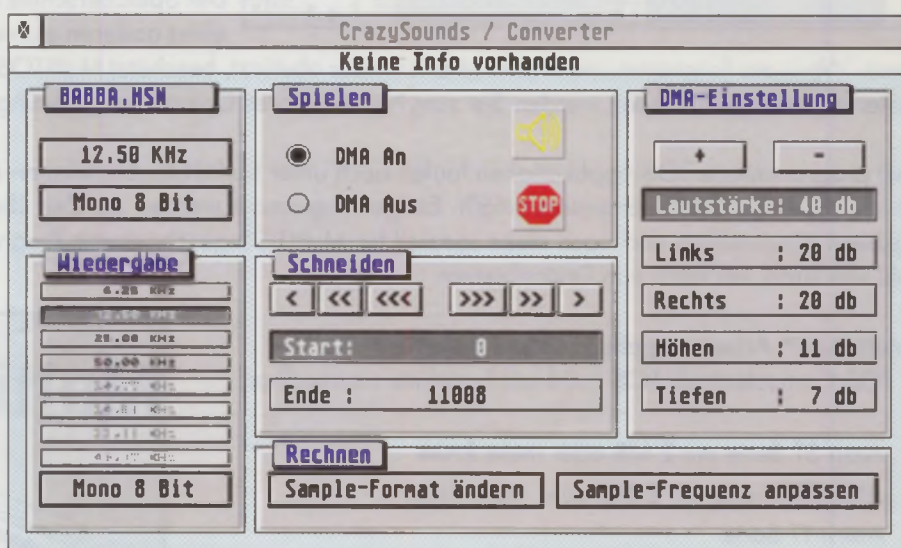 CrazySounds / Converter
Keine Info vorhanden
BABBA.HSN
12.50 KHz
Mono 8 Bit
Wiedergabe
6.25 KHz
12.50 KHz
25.00 KHz
50.00 KHz
Mono 8 Bit
Spielen
DMA An
DMA Aus
STOP
Schneiden
< << <<< >>> >> >
Start: 0
Ende : 11008
DMA-Einstellung
+ -
Lautstärke: 40 db
Links : 20 db
Rechts : 20 db
Höhen : 11 db
Tiefen : 7 db
Rechnen
Sample-Format ändern
Sample-Frequenz anpassen